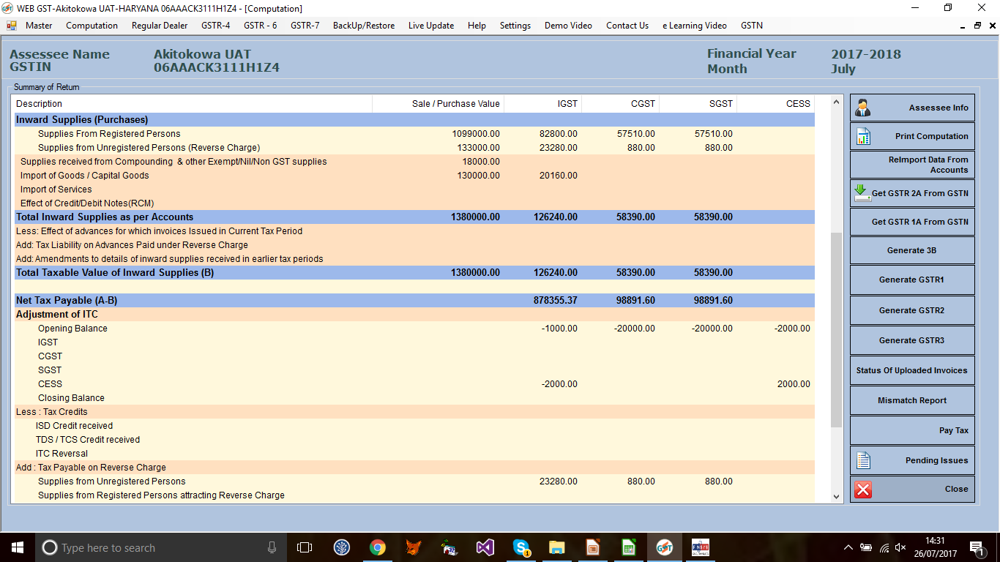 WEB GST-Akitokowa UAT-HARYANA 06AAACK3111H1Z4 - [Computation]
Master Computation Regular Dealer GSTR-4 GSTR - 6 GSTR-7 BackUp/Restore Live Update Help Settings Demo Video Contact Us e Learning Video GSTN
Assessee Name Akitokowa UAT Financial Year 2017-2018
GSTIN 06AAACK3111H1Z4 Month July
Summary of Return
Description Sale / Purchase Value IGST CGST SGST CESS
Inward Supplies (Purchases)
Supplies From Registered Persons 1099000.00 82800.00 57510.00 57510.00
Supplies from Unregistered Persons (Reverse Charge) 133000.00 23280.00 880.00 880.00
Supplies received from Compounding & other Exempt/Nil/Non GST supplies 18000.00
Import of Goods / Capital Goods 130000.00 20160.00
Import of Services
Effect of Credit/Debit Notes(RCM)
Total Inward Supplies as per Accounts 1380000.00 126240.00 58390.00 58390.00
Less: Effect of advances for which invoices Issued in Current Tax Period
Add: Tax Liability on Advances Paid under Reverse Charge
Add: Amendments to details of inward supplies received in earlier tax periods
Total Taxable Value of Inward Supplies (B) 1380000.00 126240.00 58390.00 58390.00
Net Tax Payable (A-B) 878355.37 98891.60 98891.60
Adjustment of ITC
Opening Balance -1000.00 -20000.00 -20000.00 -2000.00
IGST
CGST
SGST
CESS -2000.00 2000.00
Closing Balance
Less : Tax Credits
ISD Credit received
TDS / TCS Credit received
ITC Reversal
Add : Tax Payable on Reverse Charge
Supplies from Unregistered Persons 23280.00 880.00 880.00
Supplies from Registered Persons attracting Reverse Charge
Assessee Info
Print Computation
ReImport Data From
Accounts
Get GSTR 2A From GSTN
Get GSTR 1A From GSTN
Generate 3B
Generate GSTR1
Generate GSTR2
Generate GSTR3
Status Of Uploaded Invoices
Mismatch Report
Pay Tax
Pending Issues
Close
Type here to search
14:31
26/07/2017